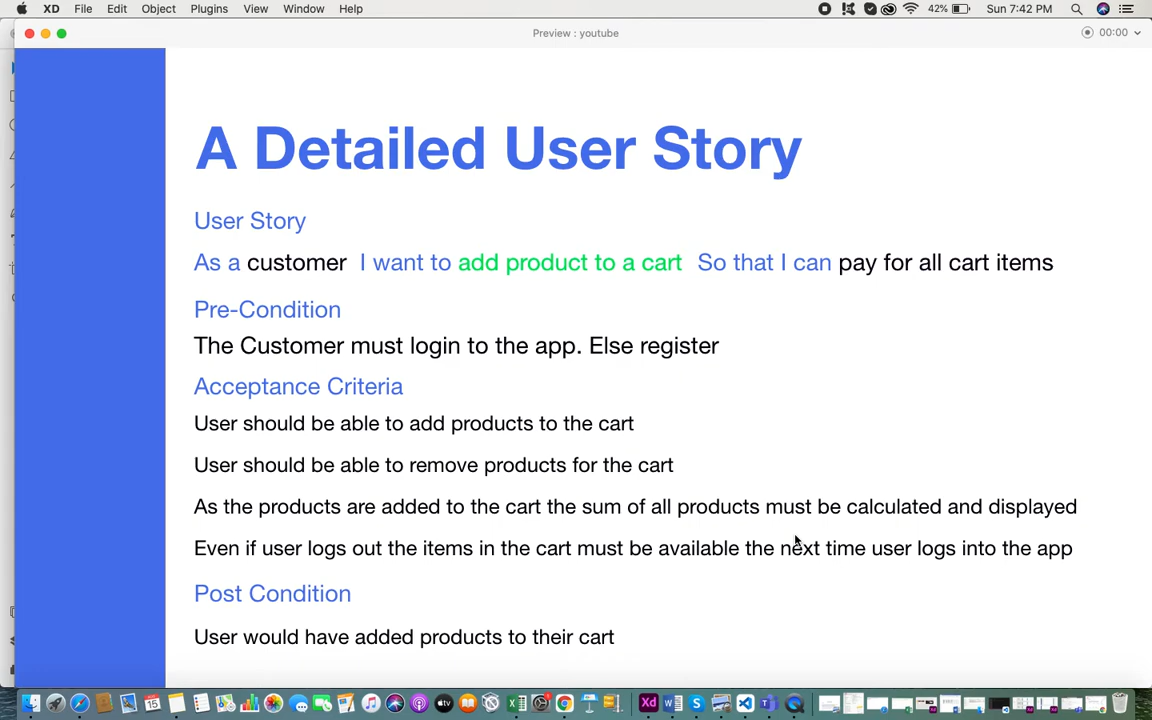 XD File Edit Object Plugins View Window Help 42% Sun 7:42 PM
Preview : youtube 00:00
A Detailed User Story
User Story
As a customer I want to add product to a cart So that I can pay for all cart items
Pre-Condition
The Customer must login to the app. Else register
Acceptance Criteria
User should be able to add products to the cart
User should be able to remove products for the cart
As the products are added to the cart the sum of all products must be calculated and displayed
Even if user logs out the items in the cart must be available the next time user logs into the app
Post Condition
User would have added products to their cart